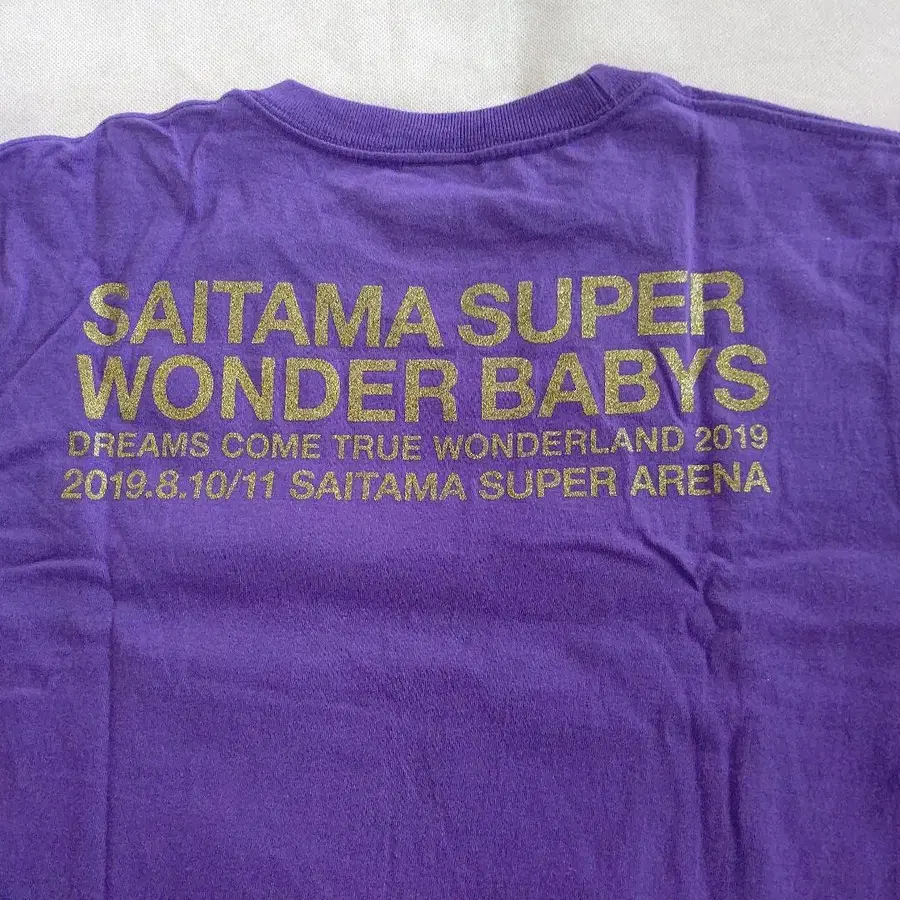 SAITAMA SUPER
WONDER BABYS
DREAMS COME TRUE WONDERLAND 2019
2019.8.10/11 SAITAMA SUPER ARENA